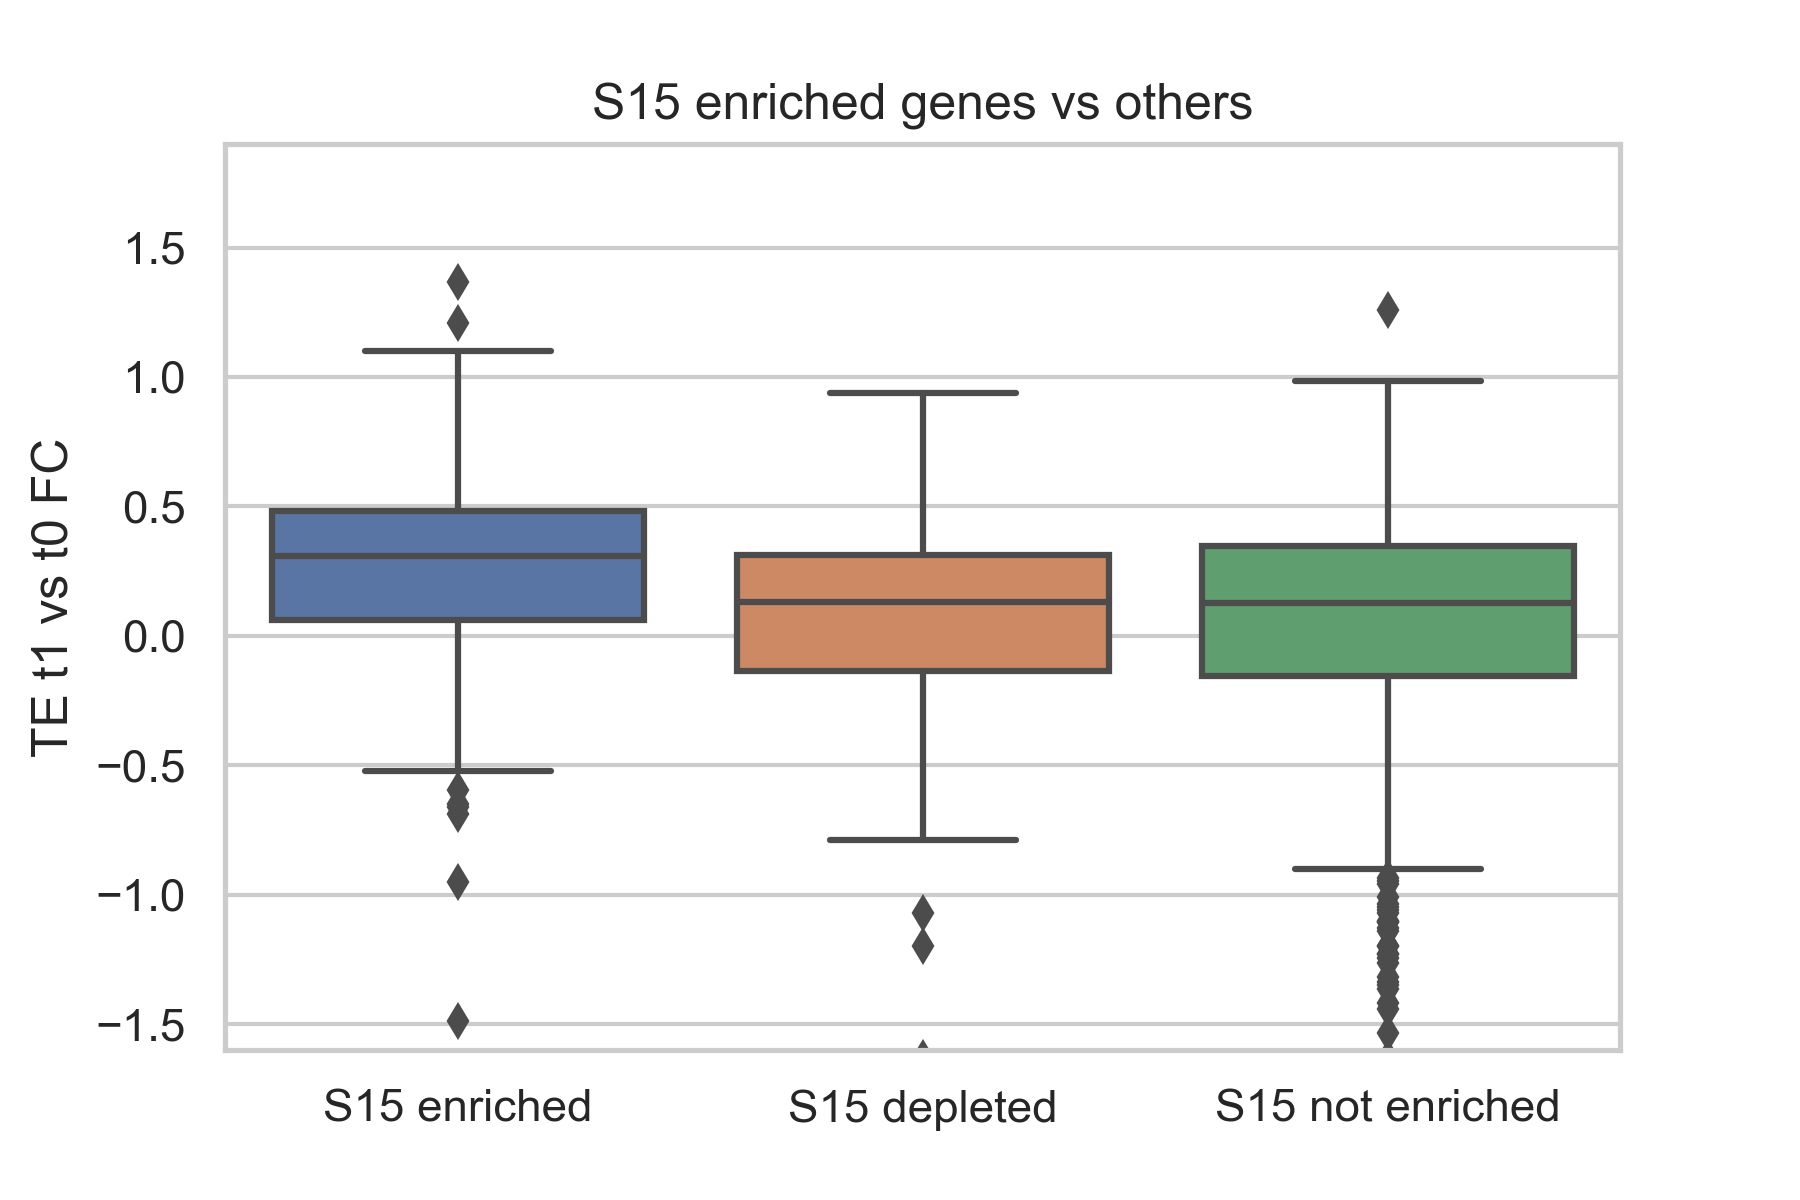 S15 enriched genes vs others
TE t1 vs t0 FC
1.5
1.0
0.5
0.0
−0.5
−1.0
−1.5
S15 enriched
S15 depleted
S15 not enriched